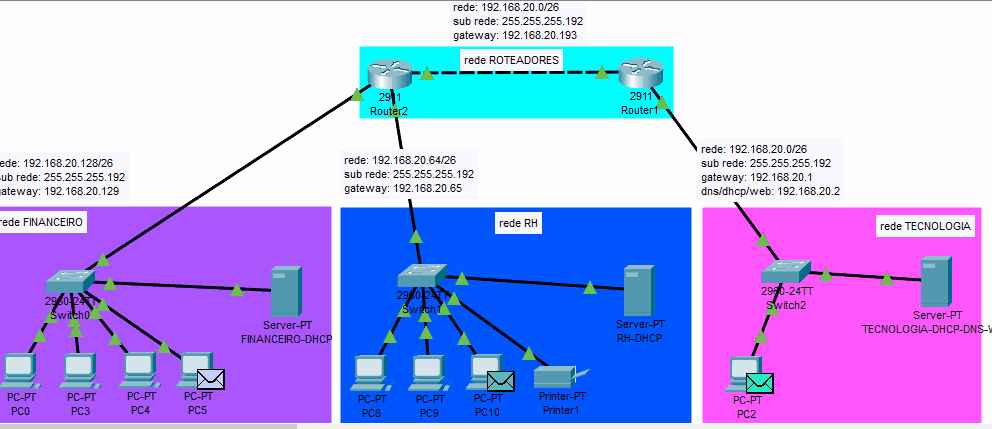 rede: 192.168.20.0/26
sub rede: 255.255.255.192
gateway: 192.168.20.193
rede ROTEADORES
2911
Router2
2911
Router1
ede: 192.168.20.128/26
sub rede: 255.255.255.192
gateway: 192.168.20.129
rede: 192.168.20.64/26
sub rede: 255.255.255.192
gateway: 192.168.20.65
rede: 192.168.20.0/26
sub rede: 255.255.255.192
gateway: 192.168.20.1
dns/dhcp/web: 192.168.20.2
rede FINANCEIRO
2960-24TT
Switch0
Server-PT
FINANCEIRO-DHCP
PC-PT
PC0
PC-PT
PC3
PC-PT
PC4
PC-PT
PC5
rede RH
2960-24TT
Switch1
Server-PT
RH-DHCP
PC-PT
PC8
PC-PT
PC9
PC-PT
PC10
Printer-PT
Printer1
rede TECNOLOGIA
2960-24TT
Switch2
Server-PT
TECNOLOGIA-DHCP-DNS-W
PC-PT
PC2